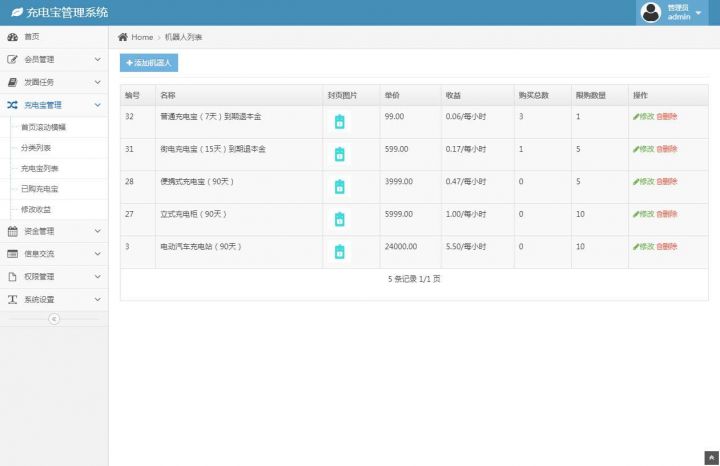 充电宝管理系统
管理员
admin
首页
会员管理
发圈任务
充电宝管理
首页滚动横幅
分类列表
充电宝列表
已购充电宝
修改收益
资金管理
信息交流
权限管理
系统设置
Home > 机器人列表
+添加机器人
编号 名称 封页图片 单价 收益 购买总数 限购数量 操作
32 普通充电宝（7天）到期退本金 99.00 0.06/每小时 3 1 修改 删除
31 街电充电宝（15天）到期退本金 599.00 0.17/每小时 1 5 修改 删除
28 便携式充电宝（90天） 3999.00 0.47/每小时 0 5 修改 删除
27 立式充电柜（90天） 5999.00 1.00/每小时 0 10 修改 删除
3 电动汽车充电站（90天） 24000.00 5.50/每小时 0 10 修改 删除
5 条记录 1/1 页